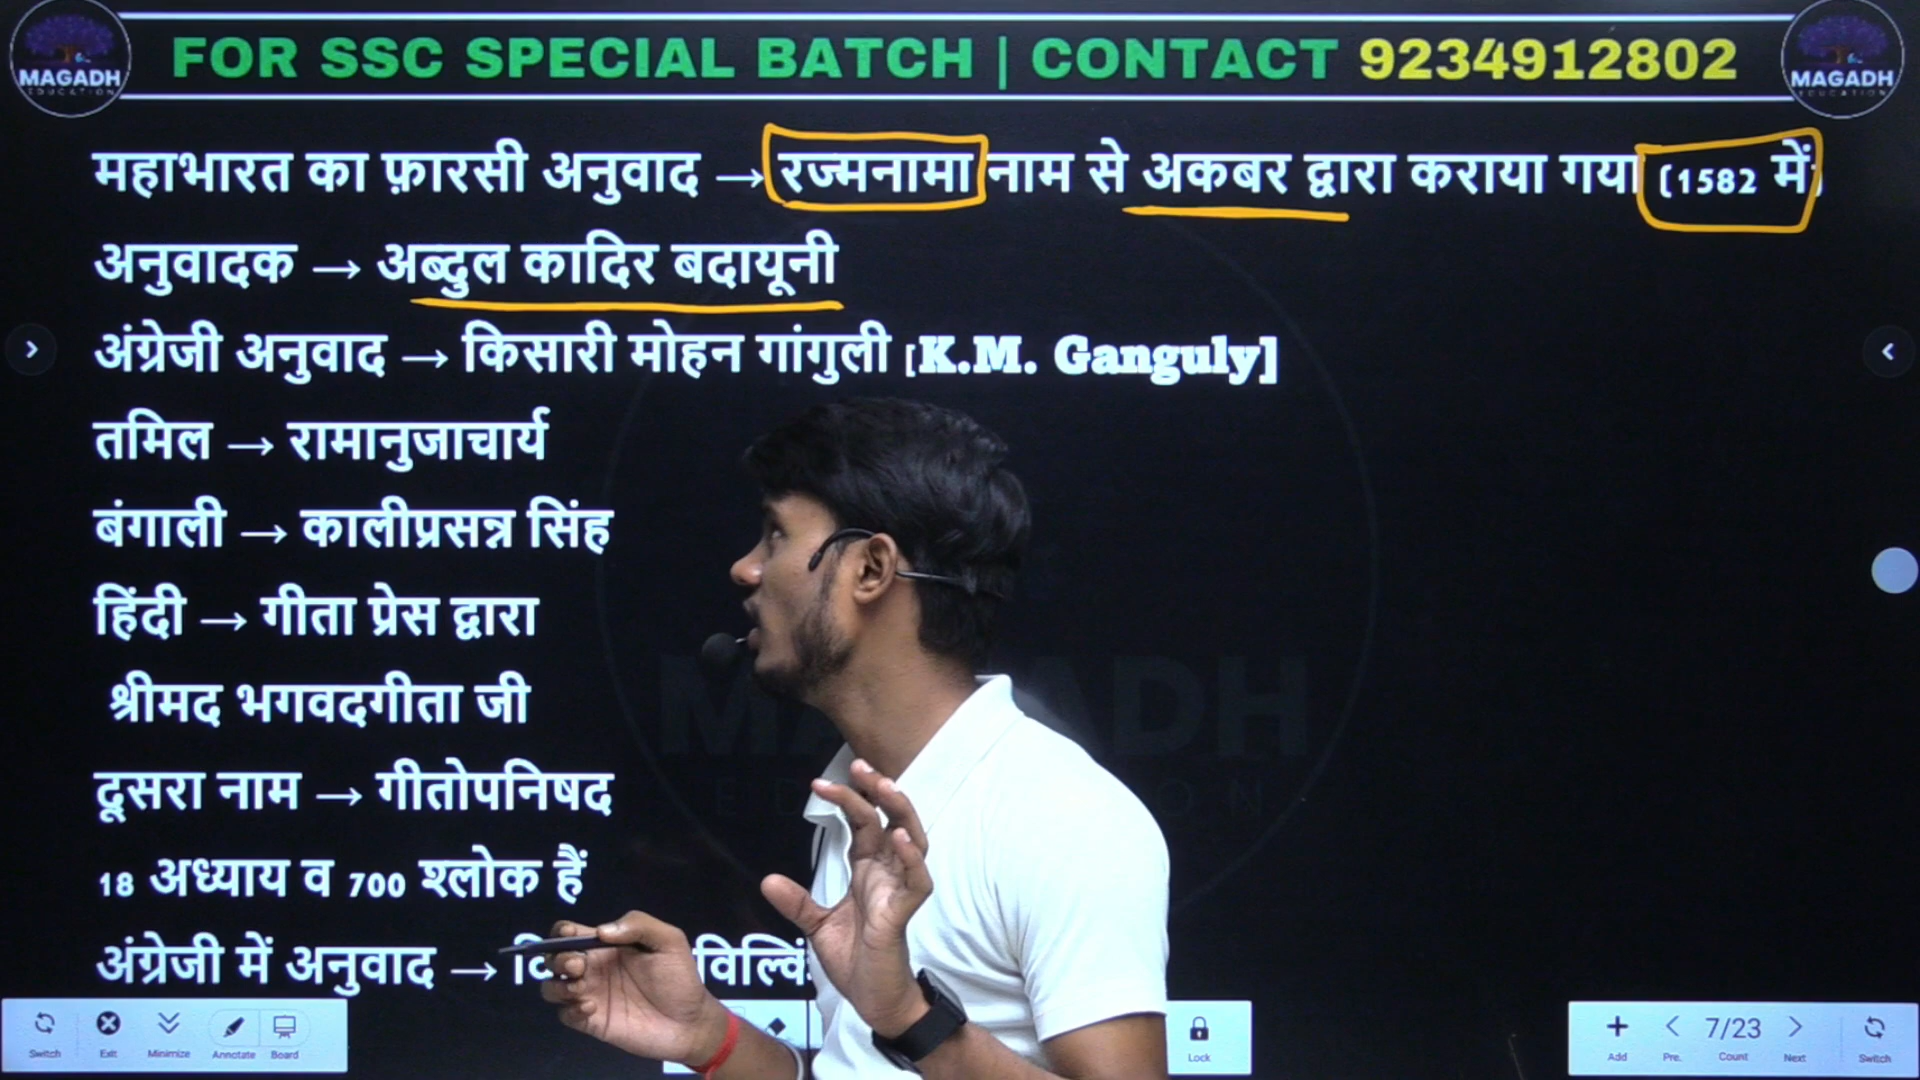 FOR SSC SPECIAL BATCH | CONTACT 9234912802
MAGADH
EDUCATION
MAGADH
EDUCATION
महाभारत का फ़ारसी अनुवाद → रज्मनामा नाम से अकबर द्वारा कराया गया [1582 में]
अनुवादक → अब्दुल कादिर बदायूनी
अंग्रेजी अनुवाद → किसारी मोहन गांगुली [K.M. Ganguly]
तमिल → रामानुजाचार्य
बंगाली → कालीप्रसन्न सिंह
हिंदी → गीता प्रेस द्वारा
श्रीमद भगवदगीता जी
दूसरा नाम → गीतोपनिषद
18 अध्याय व 700 श्लोक हैं
अंग्रेजी में अनुवाद →
Switch Exit Minimize Annotate Board
Lock
Add Pre. 7/23 Count Next Switch